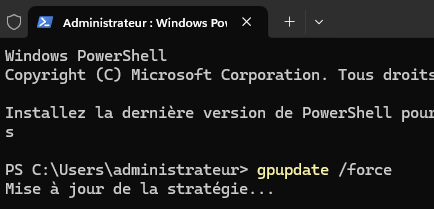 Administrateur : Windows Pow
Windows PowerShell
Copyright (C) Microsoft Corporation. Tous droits
Installez la dernière version de PowerShell pour
s
PS C:\Users\administrateur> gpupdate /force
Mise à jour de la stratégie...